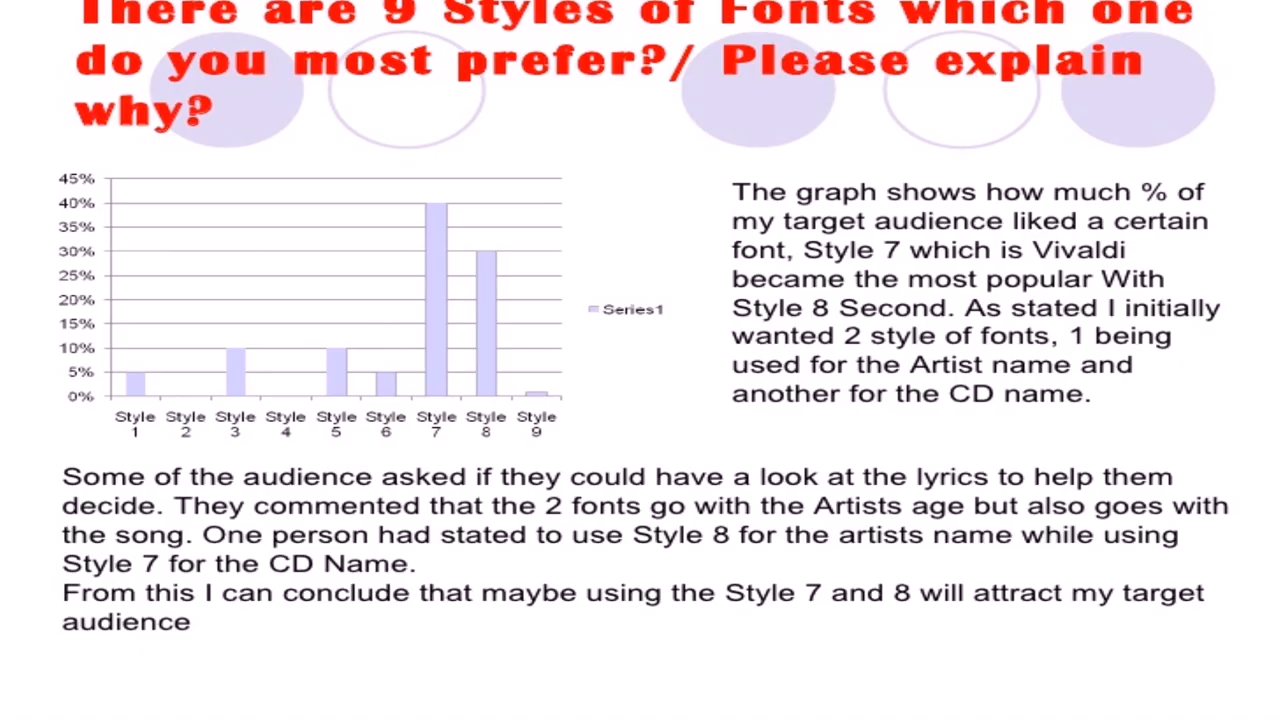 There are 9 Styles of Fonts which one
do you most prefer?/ Please explain
why?
45%
40%
35%
30%
25%
20%
15%
10%
5%
0%
Style 1
Style 2
Style 3
Style 4
Style 5
Style 6
Style 7
Style 8
Style 9
Series1
The graph shows how much % of
my target audience liked a certain
font, Style 7 which is Vivaldi
became the most popular With
Style 8 Second. As stated I initially
wanted 2 style of fonts, 1 being
used for the Artist name and
another for the CD name.
Some of the audience asked if they could have a look at the lyrics to help them
decide. They commented that the 2 fonts go with the Artists age but also goes with
the song. One person had stated to use Style 8 for the artists name while using
Style 7 for the CD Name.
From this I can conclude that maybe using the Style 7 and 8 will attract my target
audience